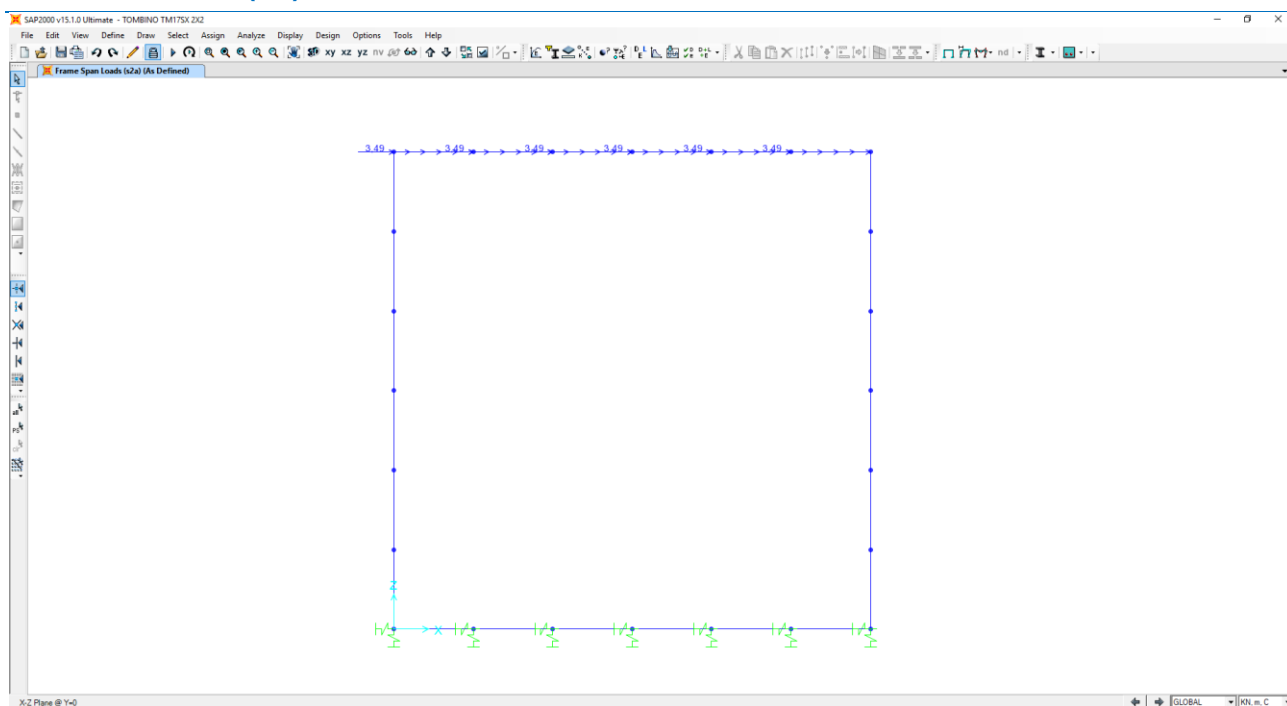 SAP2000 v15.1.0 Ultimate - TOMBINO TM17SX 2X2
File Edit View Define Draw Select Assign Analyze Display Design Options Tools Help
xy xz yz nv nd
Frame Span Loads (s2a) (As Defined)
3.49 3.49 3.49 3.49 3.49 3.49
Z
X
X-Z Plane @ Y=0
GLOBAL
KN, m, C